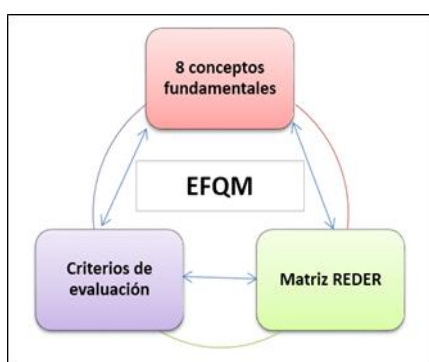 8 conceptos
fundamentales
EFQM
Criterios de
evaluación
Matriz REDER